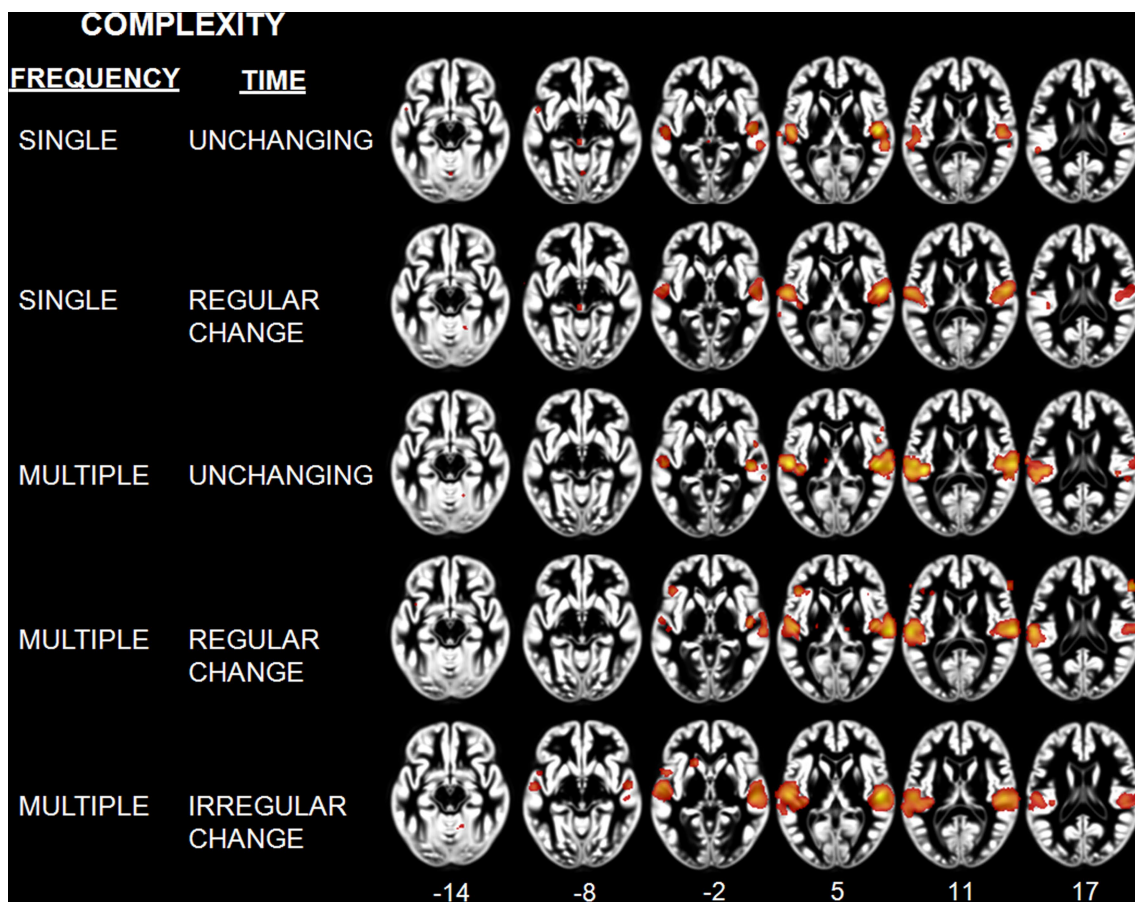 COMPLEXITY
FREQUENCY TIME
SINGLE UNCHANGING
SINGLE REGULAR
CHANGE
MULTIPLE UNCHANGING
MULTIPLE REGULAR
CHANGE
MULTIPLE IRREGULAR
CHANGE
-14 -8 -2 5 11 17